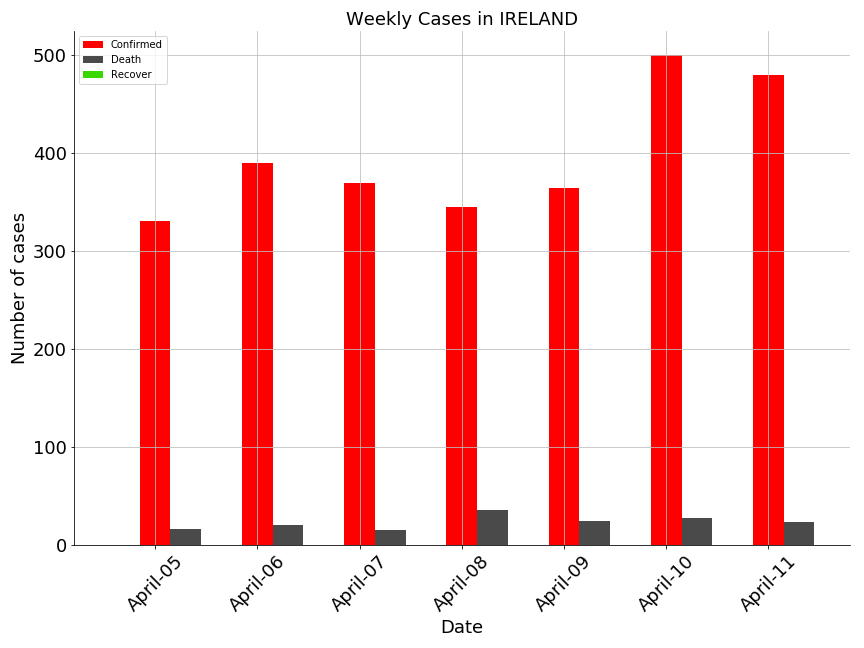 Weekly Cases in IRELAND
Confirmed
Death
Recover
500
400
300
200
100
0
Number of cases
April-05
April-06
April-07
April-08
April-09
April-10
April-11
Date